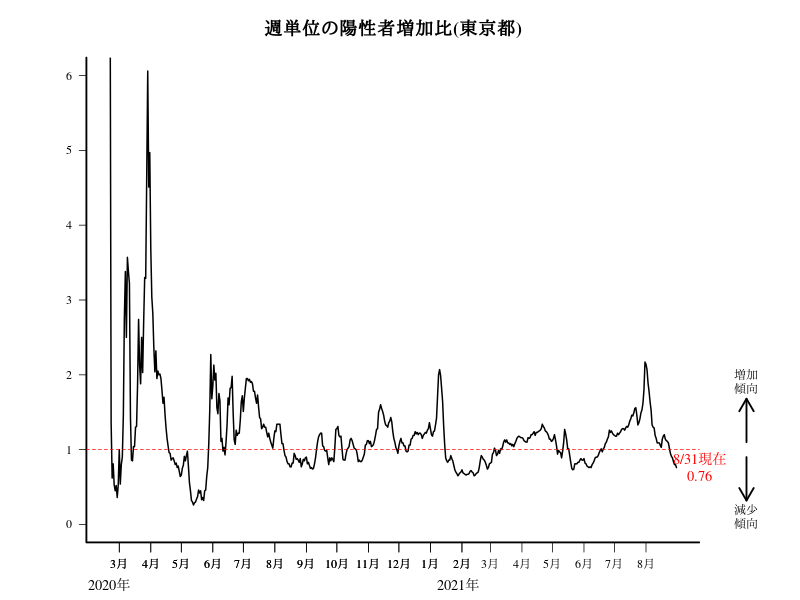 週単位の陽性者増加比(東京都)
6
5
4
3
2
1
0
増加
傾向
8/31現在
0.76
減少
傾向
3月 4月 5月 6月 7月 8月 9月 10月 11月 12月 1月 2月 3月 4月 5月 6月 7月 8月
2020年 2021年